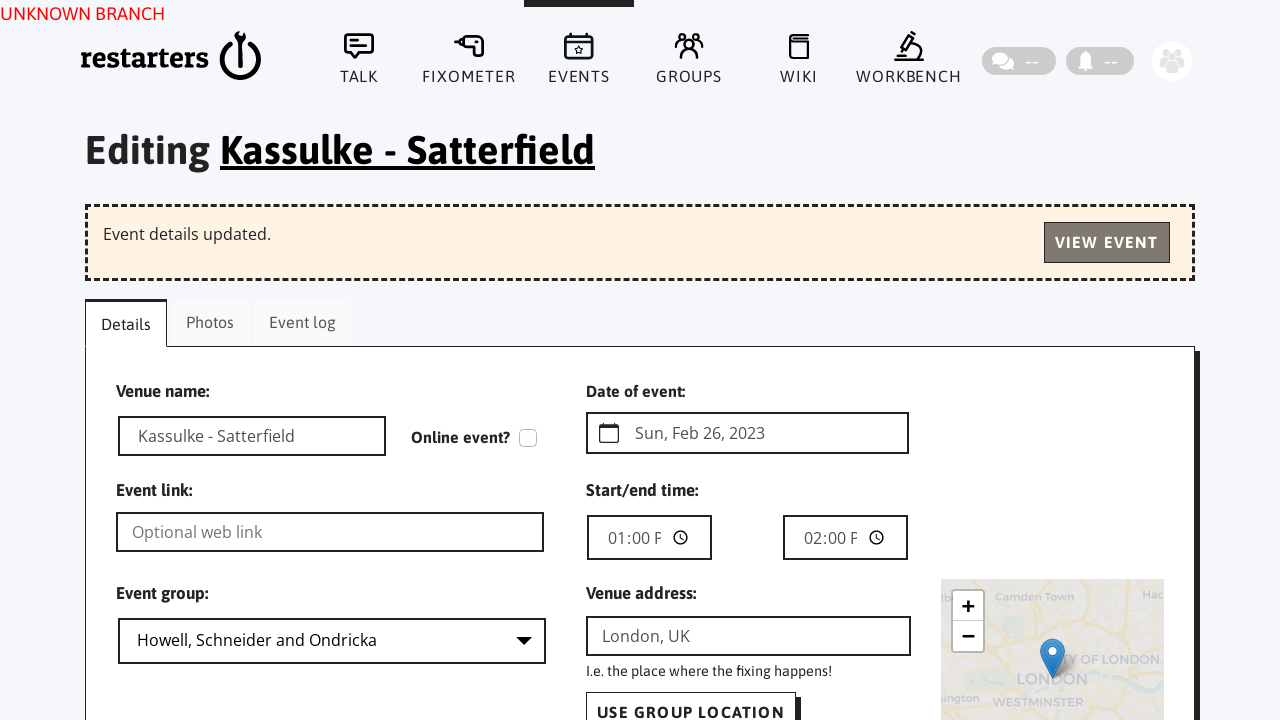 UNKNOWN BRANCH
restarters
TALK
FIXOMETER
EVENTS
GROUPS
WIKI
WORKBENCH
--
--
Editing Kassulke - Satterfield
Event details updated.
VIEW EVENT
Details
Photos
Event log
Venue name:
Kassulke - Satterfield
Online event?
Date of event:
Sun, Feb 26, 2023
Event link:
Optional web link
Start/end time:
01:00
02:00
Event group:
Howell, Schneider and Ondricka
Venue address:
London, UK
I.e. the place where the fixing happens!
USE GROUP LOCATION
+
−
Camden Town
Hac
TY OF LONDON
LONDON
sington
WESTMINSTER